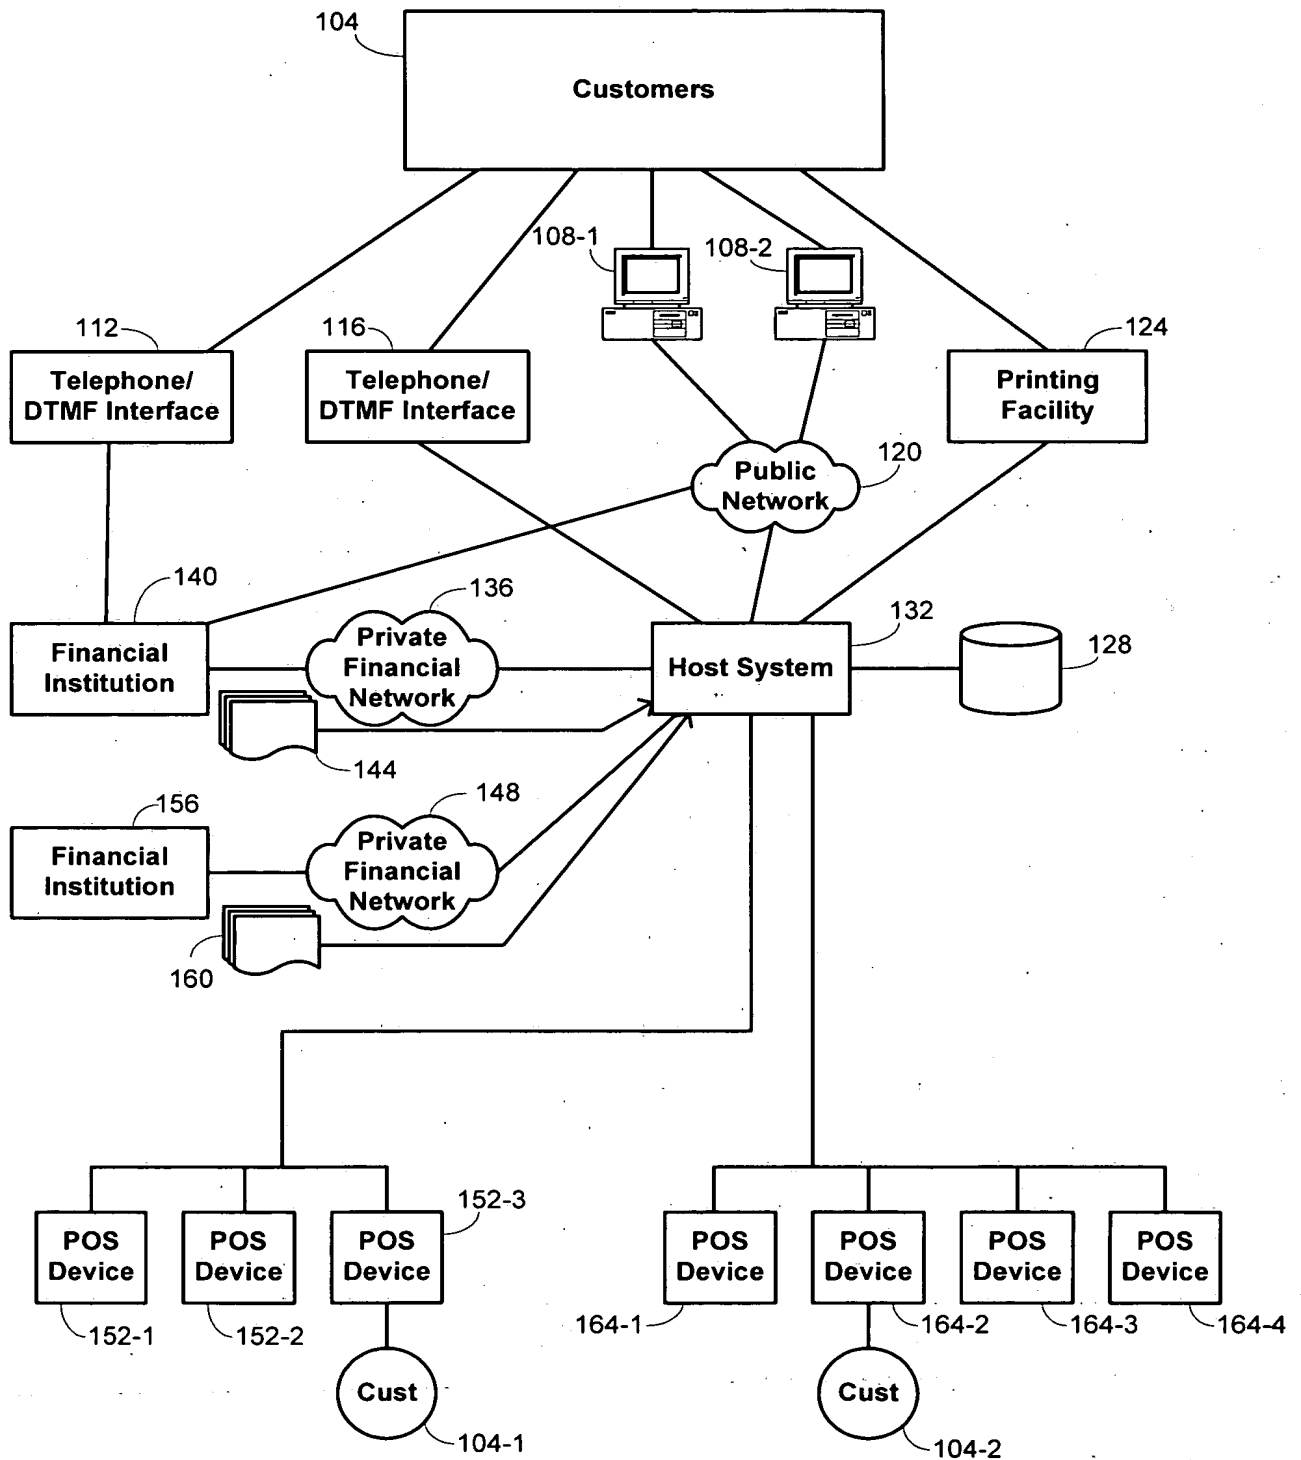 104
Customers
108-1
108-2
112
116
124
Telephone/
DTMF Interface
Telephone/
DTMF Interface
Printing
Facility
Public
Network
120
140
136
132
Financial
Institution
Private
Financial
Network
Host System
128
144
156
148
Financial
Institution
Private
Financial
Network
160
152-3
POS
Device
POS
Device
POS
Device
POS
Device
POS
Device
POS
Device
POS
Device
152-1
152-2
164-1
164-2
164-3
164-4
Cust
Cust
104-1
104-2